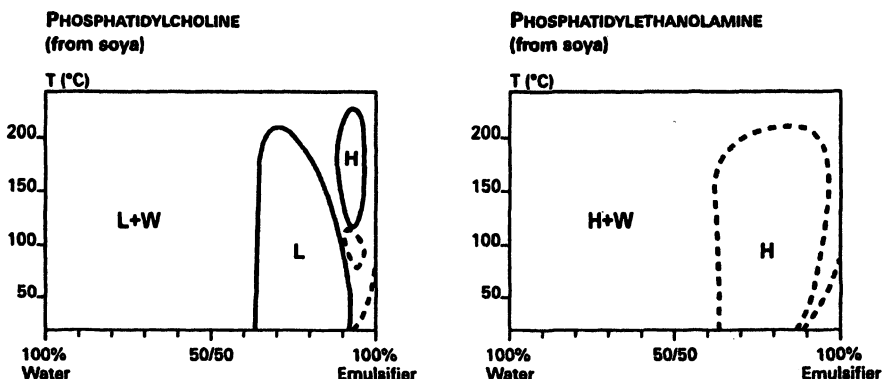 PHOSPHATIDYLCHOLINE
(from soya)
T (°C)
200
150
100
50
L+W
L
H
100%
Water
50/50
100%
Emulsifier
PHOSPHATIDYLETHANOLAMINE
(from soya)
T (°C)
200
150
100
50
H+W
H
100%
Water
50/50
100%
Emulsifier